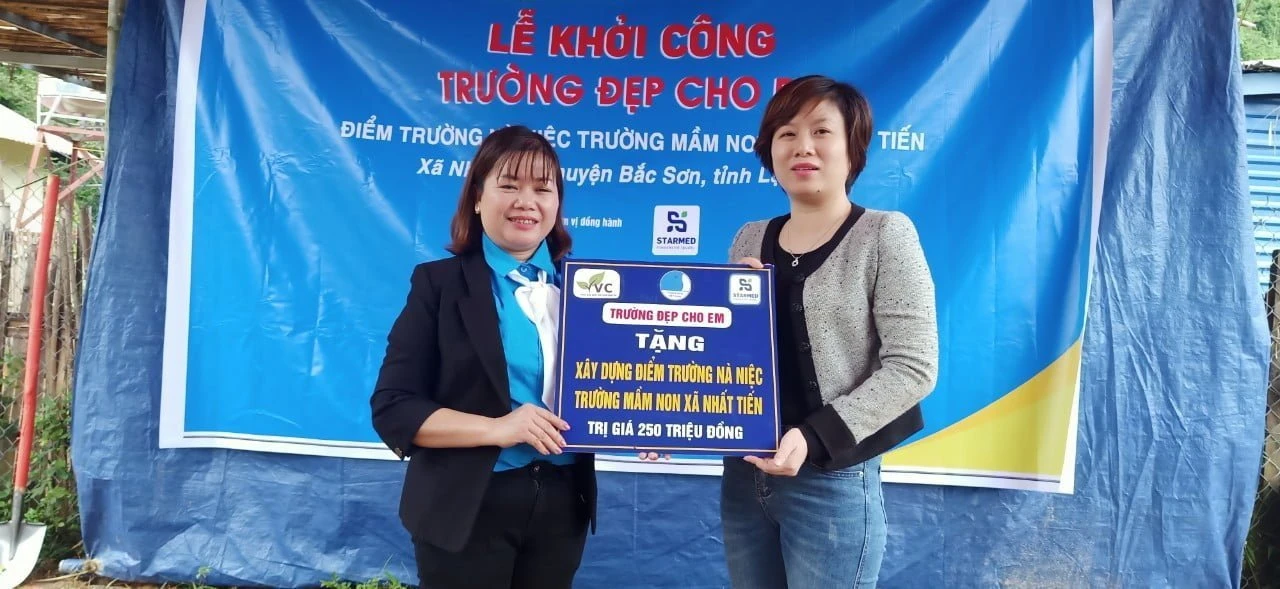 LỄ KHỞI CÔNG
TRƯỜNG ĐẸP CHO
ĐIỂM TRƯỜNG TRƯỜNG MẦM NON TIẾN
Xã Bắc Sơn, tỉnh
vị đồng hành
STARMED
VC
STARMED
TRƯỜNG ĐẸP CHO EM
TẶNG
XÂY DỰNG ĐIỂM TRƯỜNG NÀ NIỆC
TRƯỜNG MẦM NON XÃ NHẤT TIẾN
TRỊ GIÁ 250 TRIỆU ĐỒNG